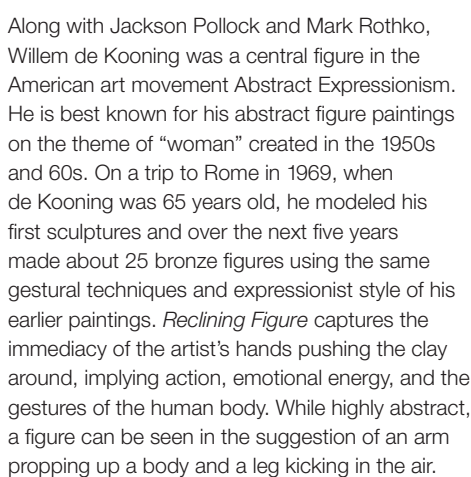 Along with Jackson Pollock and Mark Rothko,
Willem de Kooning was a central figure in the
American art movement Abstract Expressionism.
He is best known for his abstract figure paintings
on the theme of “woman” created in the 1950s
and 60s. On a trip to Rome in 1969, when
de Kooning was 65 years old, he modeled his
first sculptures and over the next five years
made about 25 bronze figures using the same
gestural techniques and expressionist style of his
earlier paintings. Reclining Figure captures the
immediacy of the artist’s hands pushing the clay
around, implying action, emotional energy, and the
gestures of the human body. While highly abstract,
a figure can be seen in the suggestion of an arm
propping up a body and a leg kicking in the air.